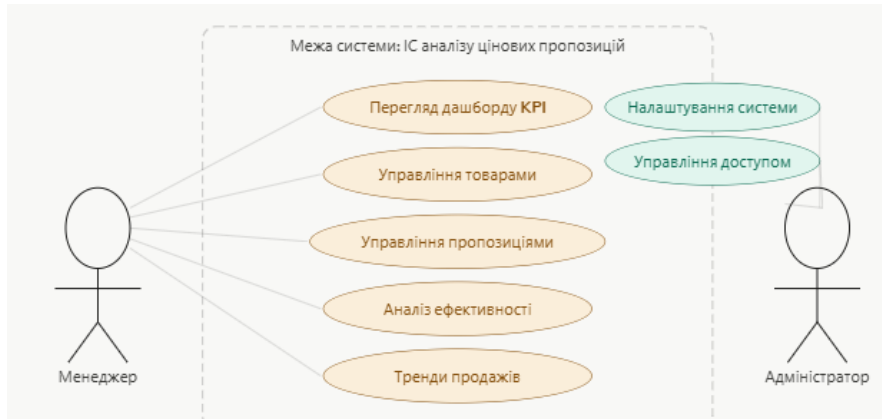 Межа системи: ІС аналізу цінових пропозицій
Перегляд дашборду KPI
Налаштування системи
Управління товарами
Управління доступом
Управління пропозиціями
Аналіз ефективності
Тренди продажів
Менеджер
Адміністратор